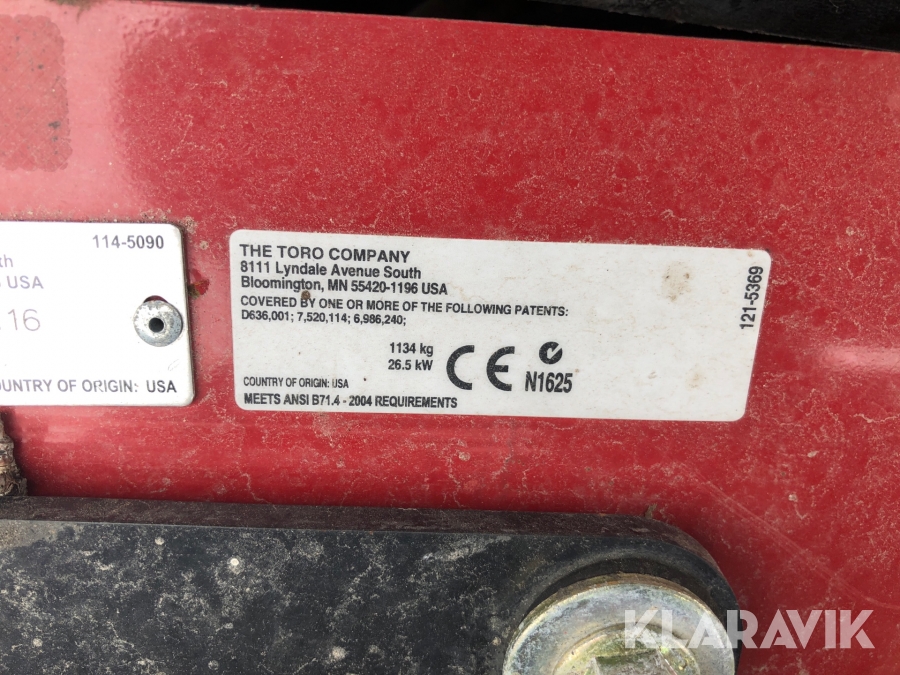 114-5090
USA
16
COUNTRY OF ORIGIN: USA
THE TORO COMPANY
8111 Lyndale Avenue South
Bloomington, MN 55420-1196 USA
COVERED BY ONE OR MORE OF THE FOLLOWING PATENTS:
D636,001; 7,520,114; 6,986,240;
1134 kg
26.5 kW
CE
N1625
COUNTRY OF ORIGIN: USA
MEETS ANSI B71.4 - 2004 REQUIREMENTS
121-5369
KLARAVIK